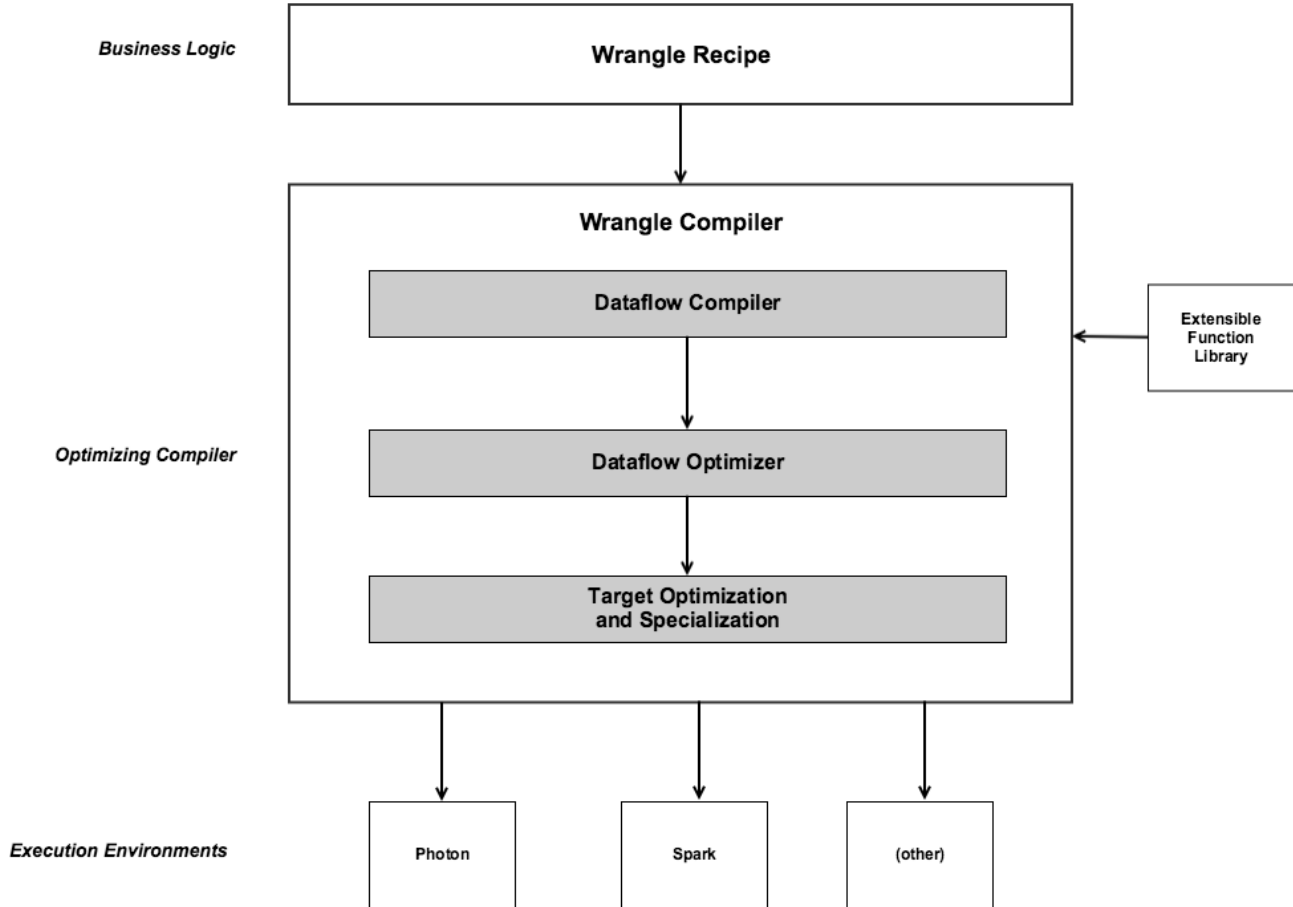 Business Logic
Wrangle Recipe
Wrangle Compiler
Dataflow Compiler
Extensible
Function
Library
Optimizing Compiler
Dataflow Optimizer
Target Optimization
and Specialization
Execution Environments
Photon
Spark
(other)